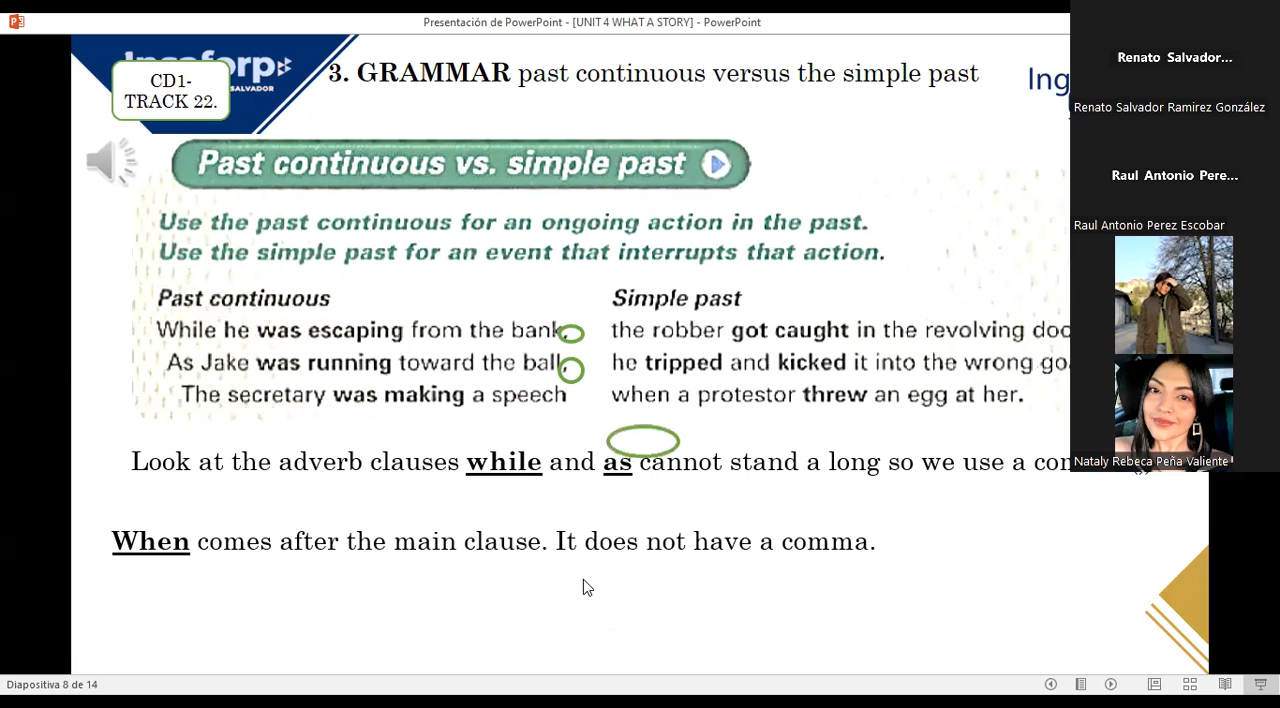 Presentación de PowerPoint - [UNIT 4 WHAT A STORY] - PowerPoint
Renato Salvador...
Renato Salvador Ramirez González
Raul Antonio Pere...
Raul Antonio Perez Escobar
Nataly Rebeca Peña Valiente
SALVADOR
CD1-
TRACK 22.
3. GRAMMAR past continuous versus the simple past
Ing
Past continuous vs. simple past
Use the past continuous for an ongoing action in the past.
Use the simple past for an event that interrupts that action.
Past continuous Simple past
While he was escaping from the bank, the robber got caught in the revolving doo
As Jake was running toward the ball, he tripped and kicked it into the wrong go
The secretary was making a speech when a protestor threw an egg at her.
Look at the adverb clauses while and as cannot stand a long so we use a
When comes after the main clause. It does not have a comma.
Diapositiva 8 de 14